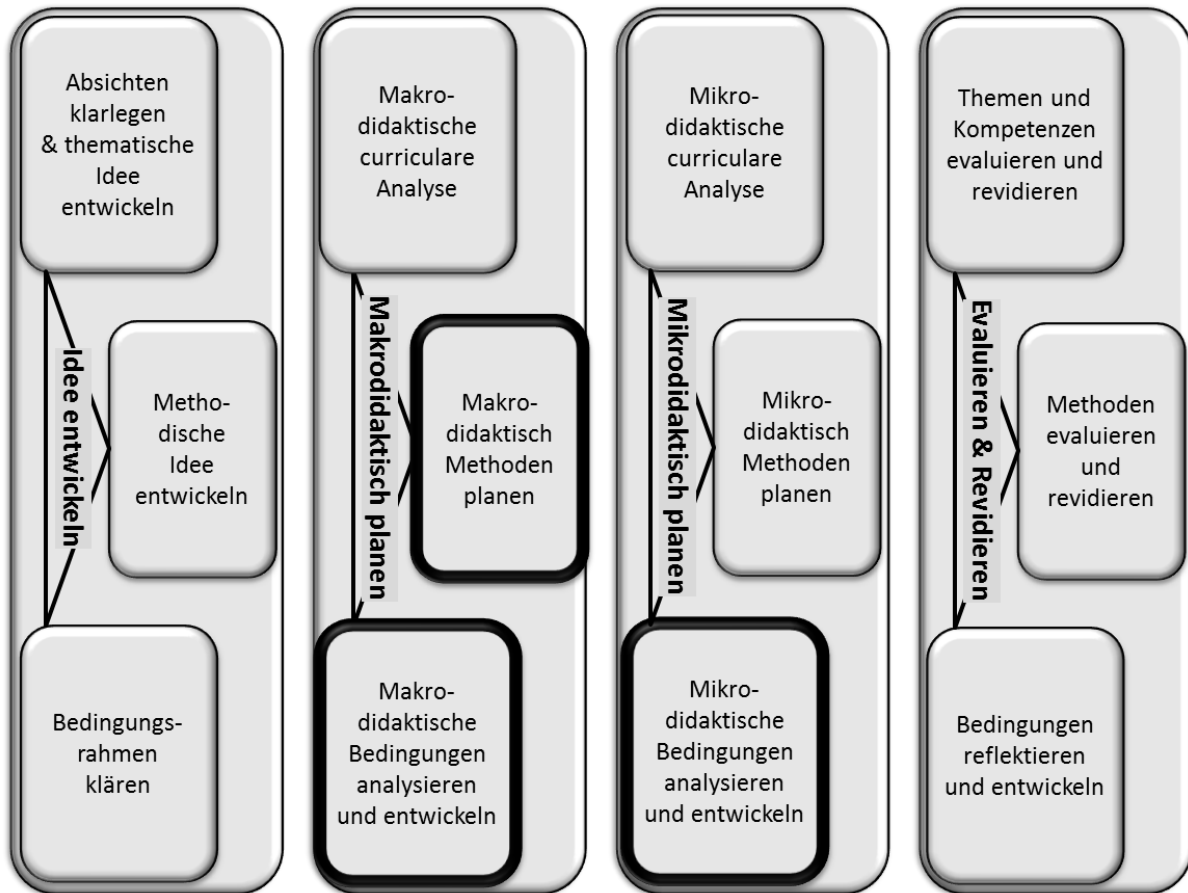 Absichten
klarlegen
& thematische
Idee
entwickeln
Idee entwickeln
Metho-
dische
Idee
entwickeln
Bedingungs-
rahmen
klären
Makro-
didaktische
curriculare
Analyse
Makrodidaktisch planen
Makro-
didaktisch
Methoden
planen
Makro-
didaktische
Bedingungen
analysieren
und entwickeln
Mikro-
didaktische
curriculare
Analyse
Mikrodidaktisch planen
Mikro-
didaktisch
Methoden
planen
Mikro-
didaktische
Bedingungen
analysieren
und entwickeln
Themen und
Kompetenzen
evaluieren und
revidieren
Evaluieren & Revidieren
Methoden
evaluieren
und
revidieren
Bedingungen
reflektieren
und entwickeln